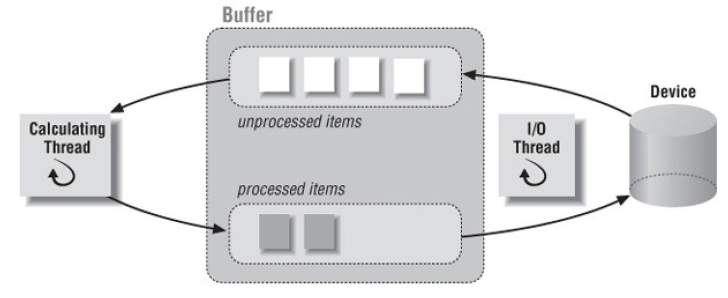 Buffer
Device
unprocessed items
Calculating
Thread
I/O
Thread
processed items